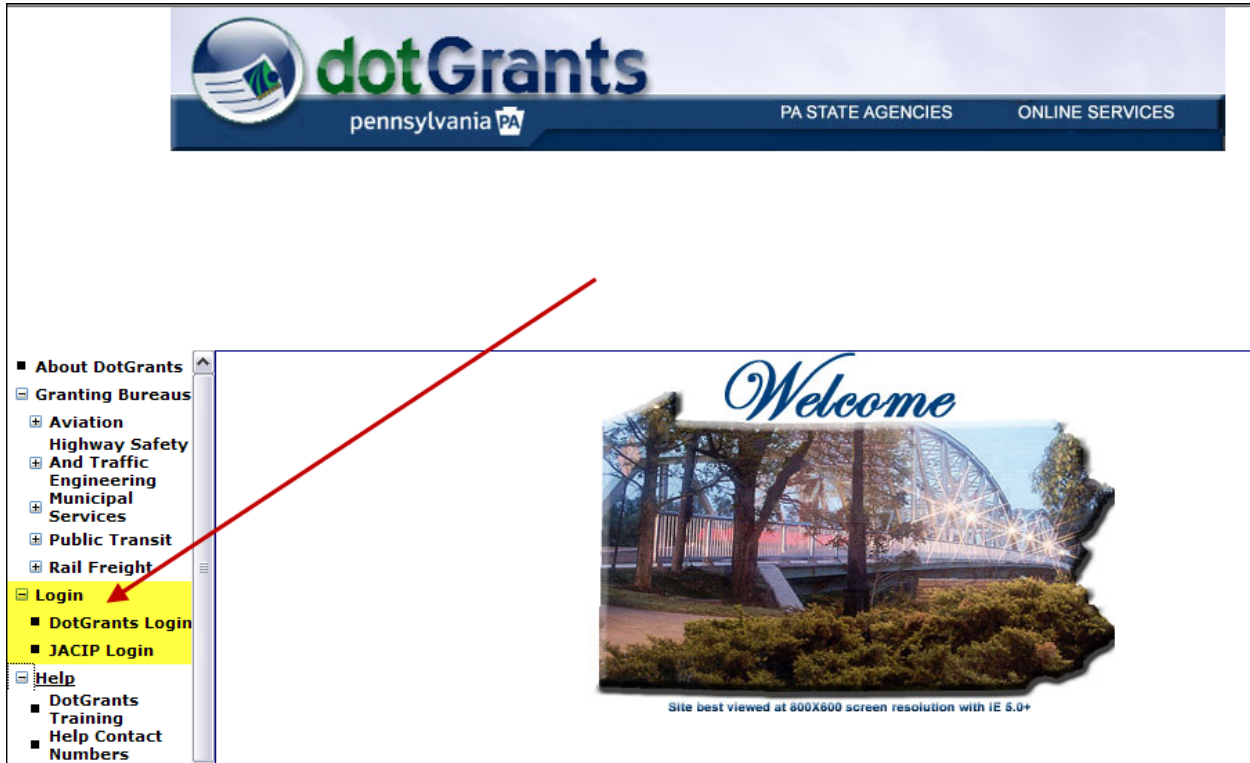 dotGrants
pennsylvania PA
PA STATE AGENCIES
ONLINE SERVICES
About DotGrants
Granting Bureaus
Aviation
Highway Safety
And Traffic
Engineering
Municipal
Services
Public Transit
Rail Freight
Login
DotGrants Login
JACIP Login
Help
DotGrants
Training
Help Contact
Numbers
Welcome
Site best viewed at 800X600 screen resolution with IE 5.0+